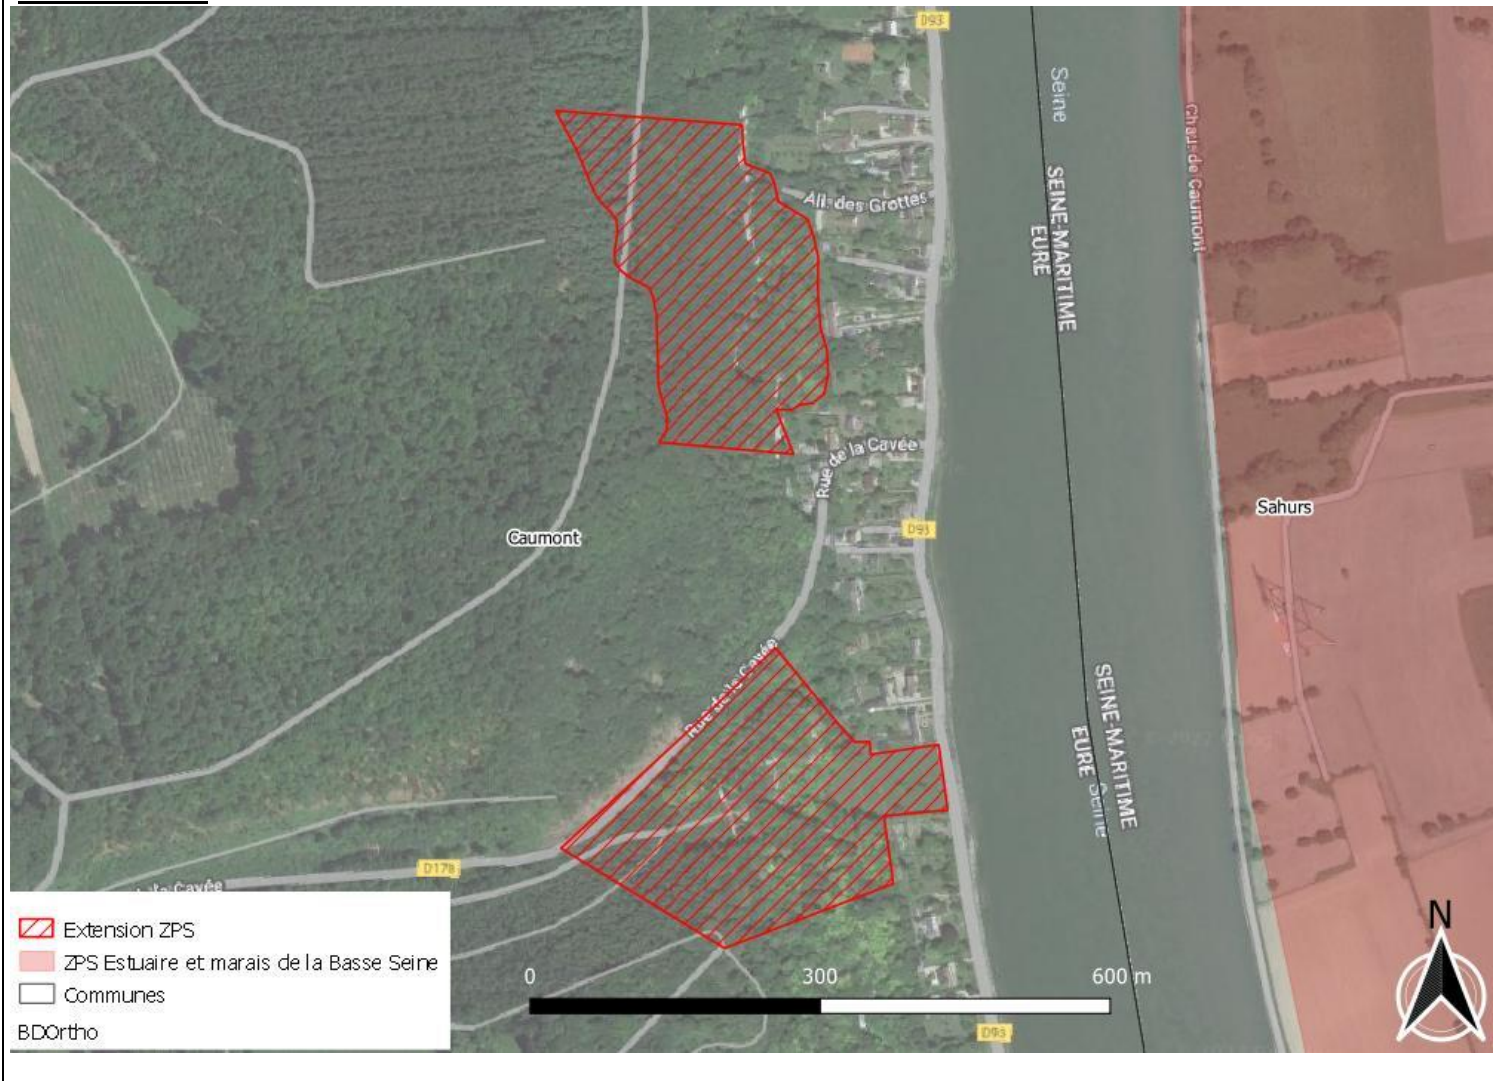 D93
Seine
Chau. de Caumont
SEINE-MARITIME
EURE
All. des Grottes
Rue de la Cavée
Sahurs
D93
Caumont
Rue de la Cavée
SEINE-MARITIME
EURE
Seine
D178
la Cavée
Extension ZPS
ZPS Estuaire et marais de la Basse Seine
Communes
BDOrtho
0 300 600 m
N
D93